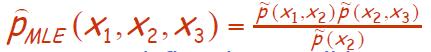 p̂_MLE(x₁,x₂,x₃) = p̃(x₁,x₂)p̃(x₂,x₃) / p̃(x₂)